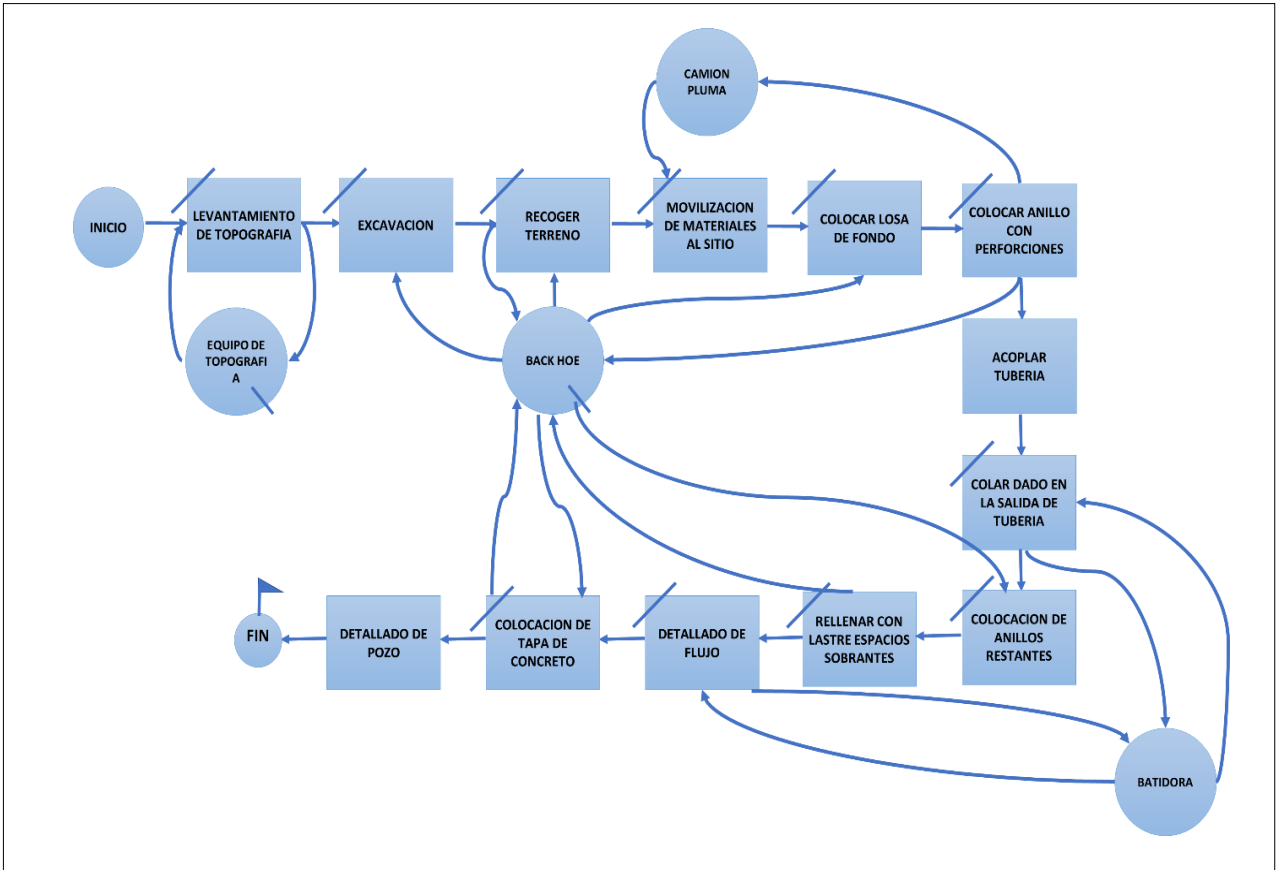 CAMION
PLUMA
INICIO
LEVANTAMIENTO
DE TOPOGRAFIA
EXCAVACION
RECOGER
TERRENO
MOVILIZACION
DE MATERIALES
AL SITIO
COLOCAR LOSA
DE FONDO
COLOCAR ANILLO
CON
PERFORCIONES
EQUIPO DE
TOPOGRAFI
A
BACK HOE
ACOPLAR
TUBERIA
COLAR DADO EN
LA SALIDA DE
TUBERIA
FIN
DETALLADO DE
POZO
COLOCACION DE
TAPA DE
CONCRETO
DETALLADO DE
FLUJO
RELLENAR CON
LASTRE ESPACIOS
SOBRANTES
COLOCACION DE
ANILLOS
RESTANTES
BATIDORA